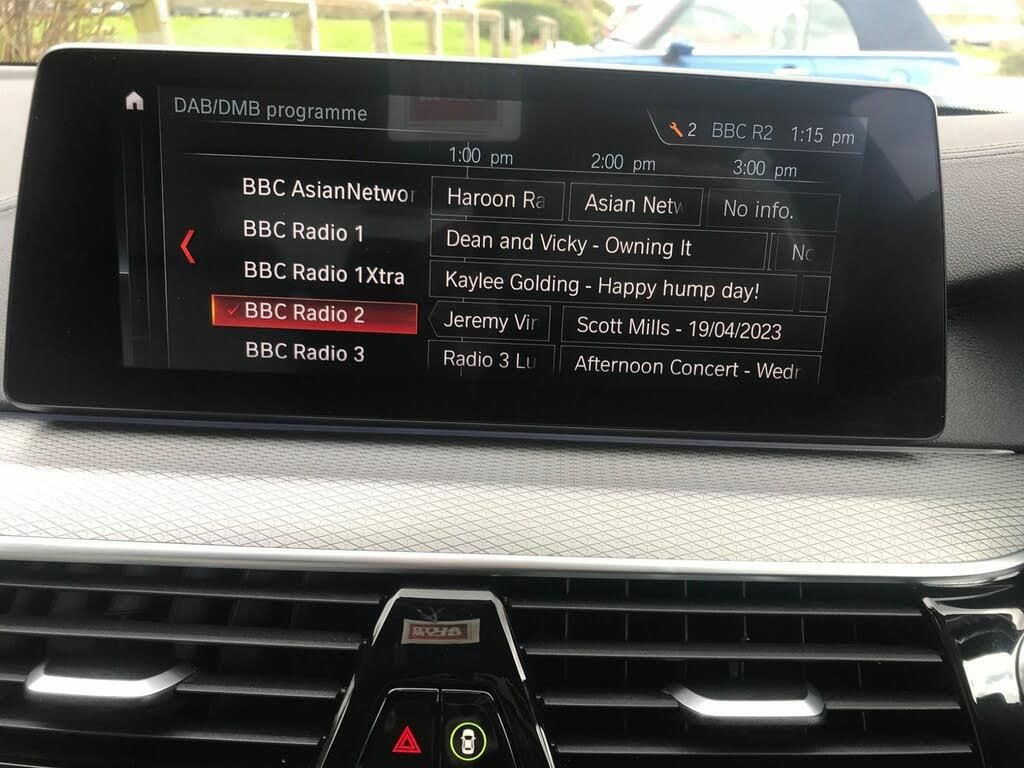 DAB/DMB programme
2 BBC R2 1:15 pm
1:00 pm 2:00 pm 3:00 pm
BBC AsianNetwor Haroon Ra Asian Netw No info.
BBC Radio 1 Dean and Vicky - Owning It No
BBC Radio 1Xtra Kaylee Golding - Happy hump day!
BBC Radio 2 Jeremy Vir Scott Mills - 19/04/2023
BBC Radio 3 Radio 3 Lu Afternoon Concert - Wedr